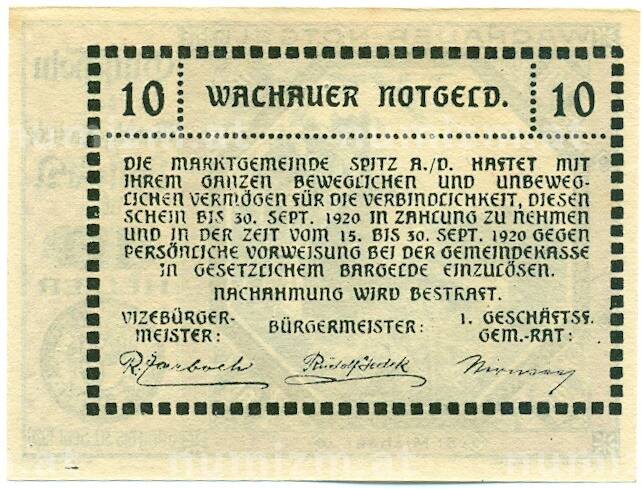 10 WACHAUER NOTGELD. 10
DIE MARKTGEMEINDE SPITZ A./D. HAFTET MIT
IHREM GANZEN BEWEGLICHEN UND UNBEWEG-
LICHEN VERMÖGEN FÜR DIE VERBINDLICHKEIT, DIESEN
SCHEIN BIS 30. SEPT. 1920 IN ZAHLUNG ZU NEHMEN
UND IN DER ZEIT VOM 15. BIS 30. SEPT. 1920 GEGEN
PERSÖNLICHE VORWEISUNG BEI DER GEMEINDEKASSE
IN GESETZLICHEM BARGELDE EINZULÖSEN.
NACHAHMUNG WIRD BESTRAFT.
VIZEBÜRGER-
MEISTER:
BÜRGERMEISTER:
1. GESCHÄFTSF.
GEM.-RAT: